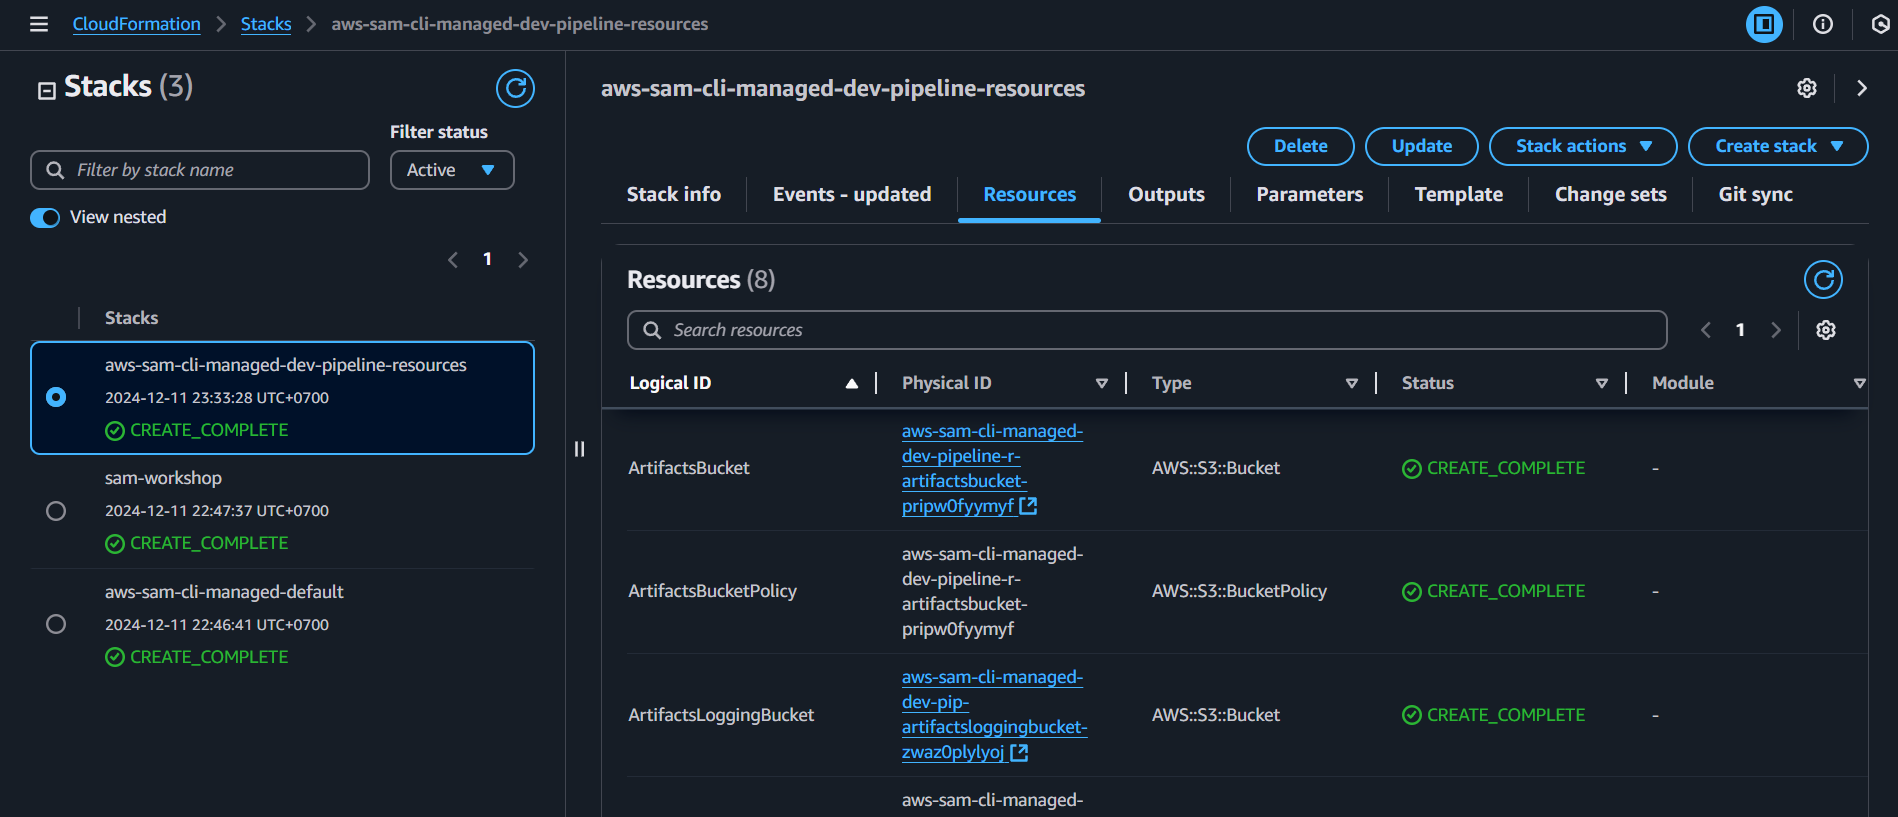 CloudFormation > Stacks > aws-sam-cli-managed-dev-pipeline-resources
Stacks (3)
Filter status
Filter by stack name
Active
View nested
1
Stacks
aws-sam-cli-managed-dev-pipeline-resources
2024-12-11 23:33:28 UTC+0700
CREATE_COMPLETE
sam-workshop
2024-12-11 22:47:37 UTC+0700
CREATE_COMPLETE
aws-sam-cli-managed-default
2024-12-11 22:46:41 UTC+0700
CREATE_COMPLETE
aws-sam-cli-managed-dev-pipeline-resources
Delete Update Stack actions Create stack
Stack info Events - updated Resources Outputs Parameters Template Change sets Git sync
Resources (8)
Search resources
1
Logical ID Physical ID Type Status Module
ArtifactsBucket
aws-sam-cli-managed-
dev-pipeline-r-
artifactsbucket-
pripw0fyymyf
AWS::S3::Bucket
CREATE_COMPLETE
-
ArtifactsBucketPolicy
aws-sam-cli-managed-
dev-pipeline-r-
artifactsbucket-
pripw0fyymyf
AWS::S3::BucketPolicy
CREATE_COMPLETE
-
ArtifactsLoggingBucket
aws-sam-cli-managed-
dev-pip-
artifactsloggingbucket-
zwaz0plylyoj
AWS::S3::Bucket
CREATE_COMPLETE
-
aws-sam-cli-managed-